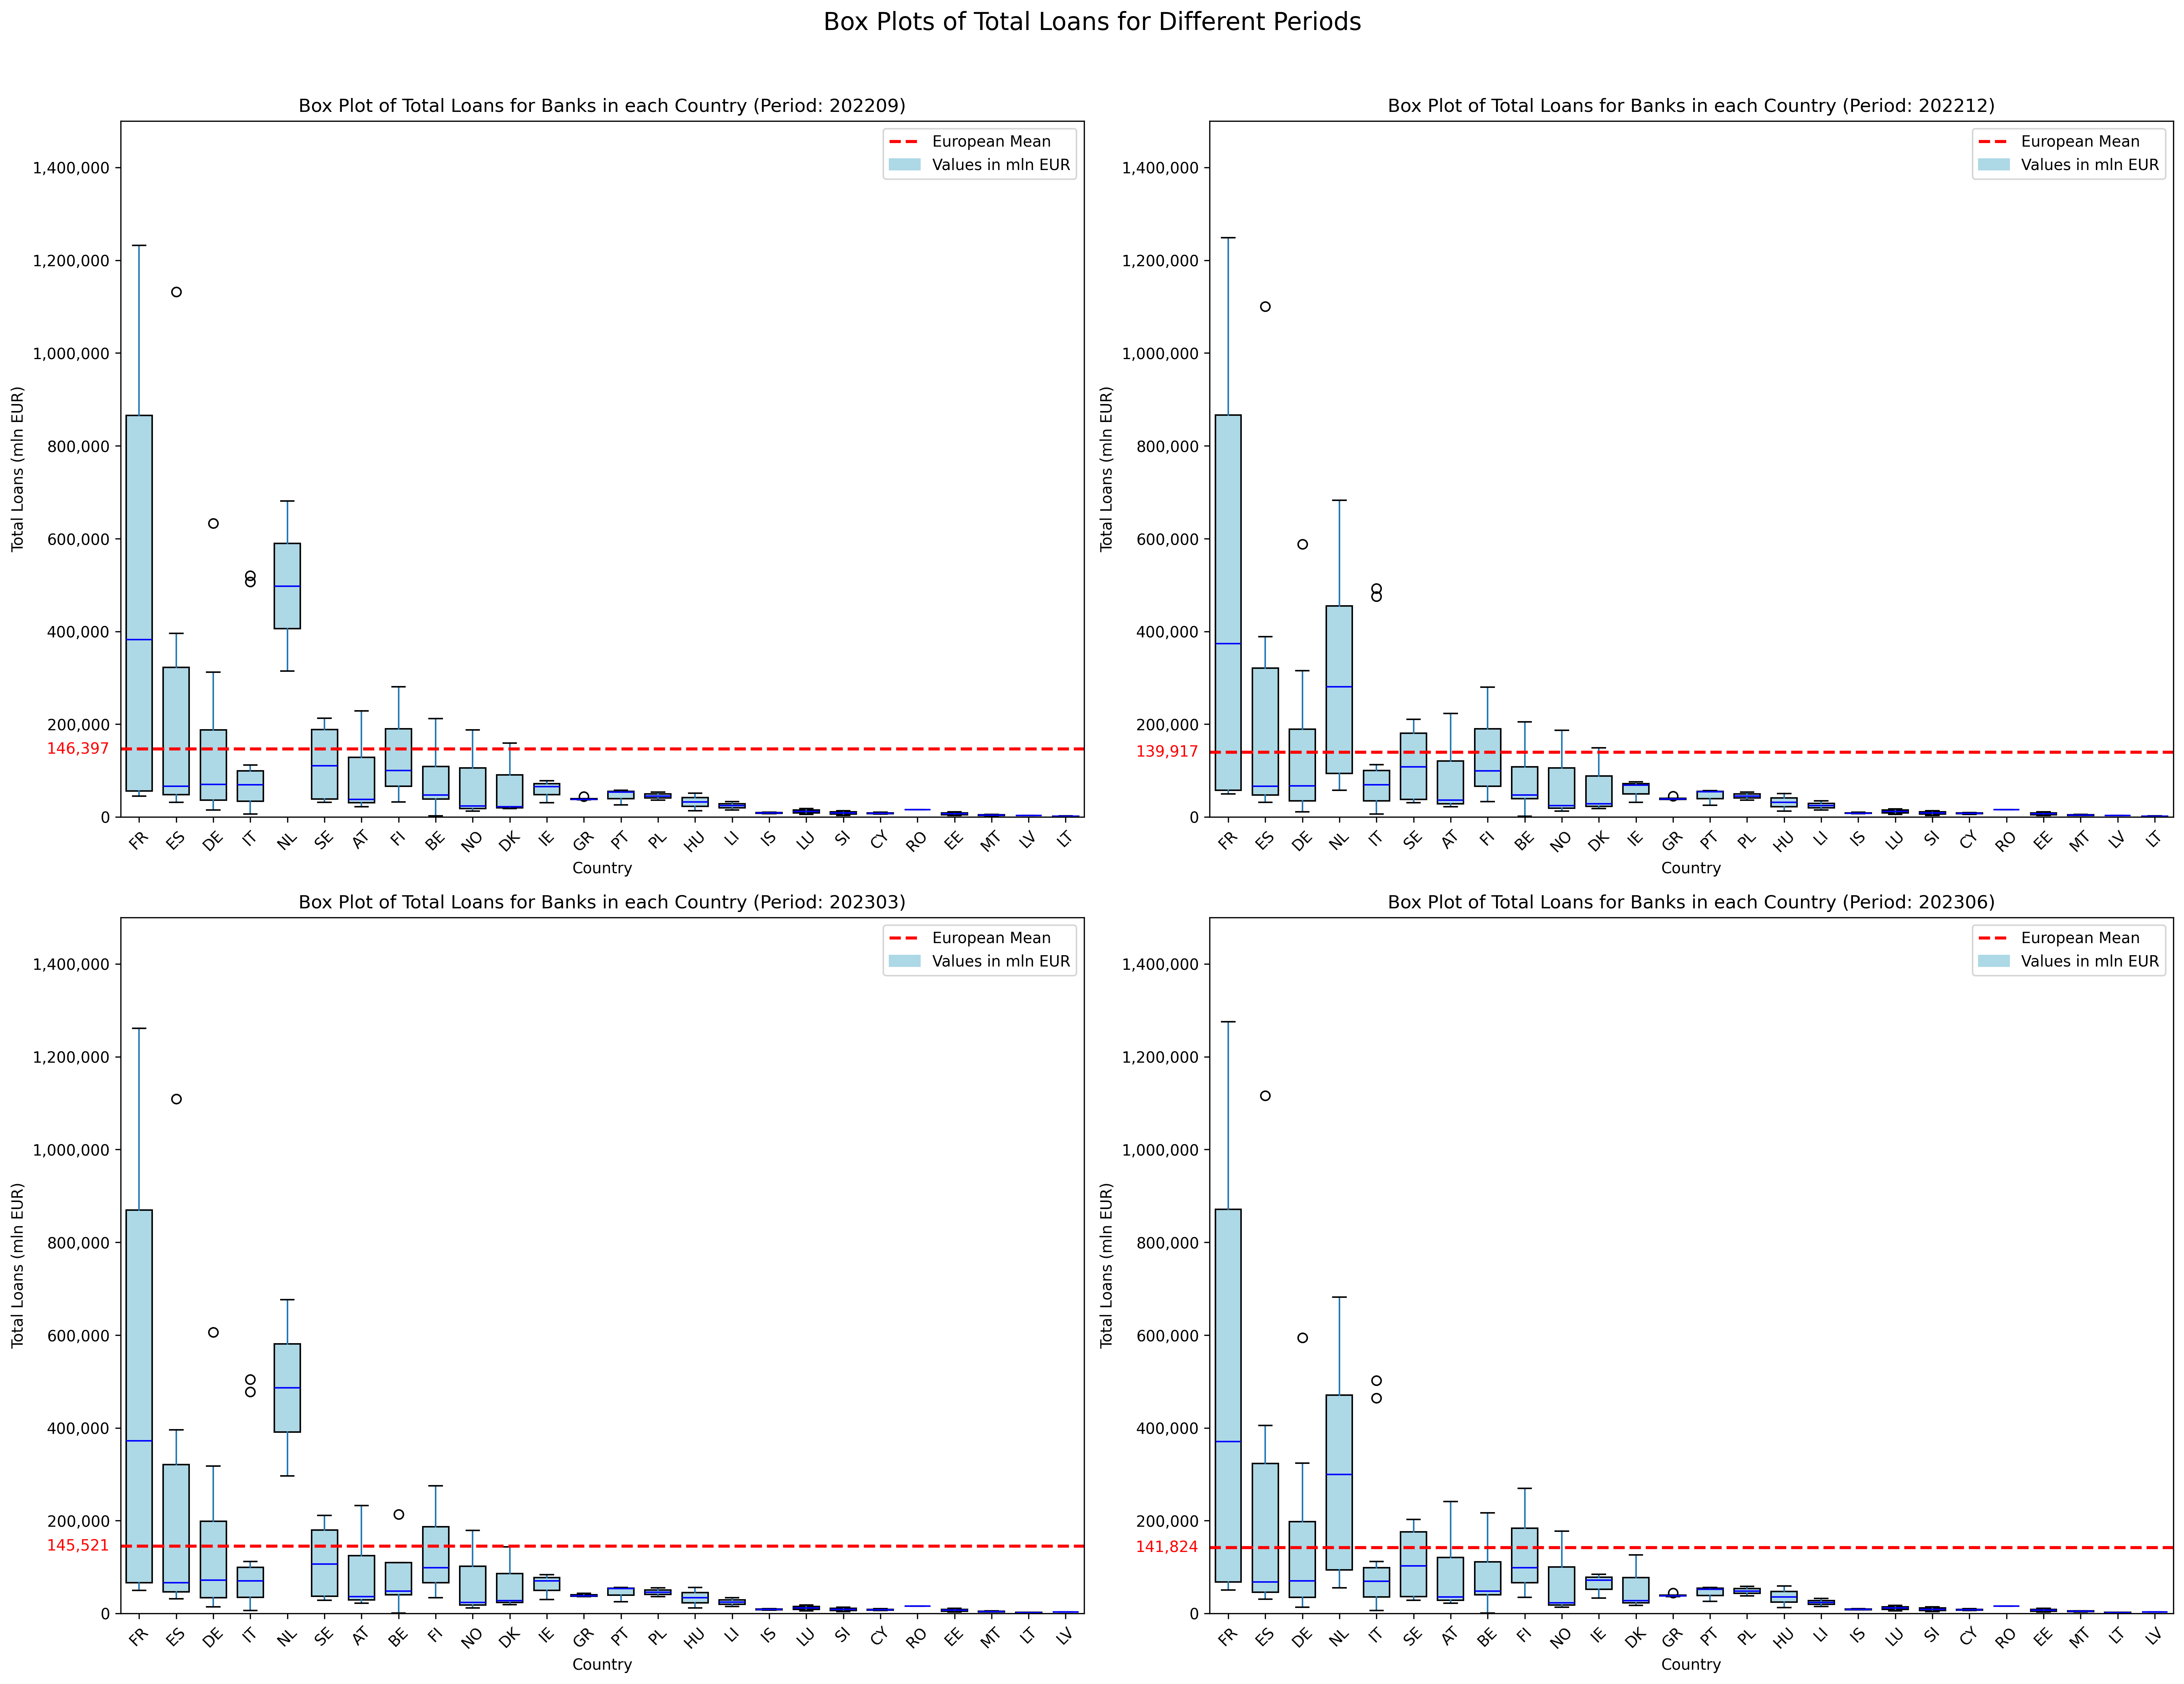 Box Plots of Total Loans for Different Periods
Box Plot of Total Loans for Banks in each Country (Period: 202209)
European Mean
Values in mln EUR
1,400,000
1,200,000
1,000,000
800,000
600,000
400,000
200,000
146,397
0
Total Loans (mln EUR)
FR ES DE IT NL SE AT FI BE NO DK IE GR PT PL HU LI IS LU SI CY RO EE MT LV LT
Country
Box Plot of Total Loans for Banks in each Country (Period: 202212)
European Mean
Values in mln EUR
1,400,000
1,200,000
1,000,000
800,000
600,000
400,000
200,000
139,917
0
Total Loans (mln EUR)
FR ES DE NL IT SE AT FI BE NO DK IE GR PT PL HU LI IS LU SI CY RO EE MT LV LT
Country
Box Plot of Total Loans for Banks in each Country (Period: 202303)
European Mean
Values in mln EUR
1,400,000
1,200,000
1,000,000
800,000
600,000
400,000
200,000
145,521
0
Total Loans (mln EUR)
FR ES DE IT NL SE AT BE FI NO DK IE GR PT PL HU LI IS LU SI CY RO EE MT LT LV
Country
Box Plot of Total Loans for Banks in each Country (Period: 202306)
European Mean
Values in mln EUR
1,400,000
1,200,000
1,000,000
800,000
600,000
400,000
200,000
141,824
0
Total Loans (mln EUR)
FR ES DE NL IT SE AT BE FI NO IE DK GR PT PL HU LI IS LU SI CY RO EE MT LT LV
Country